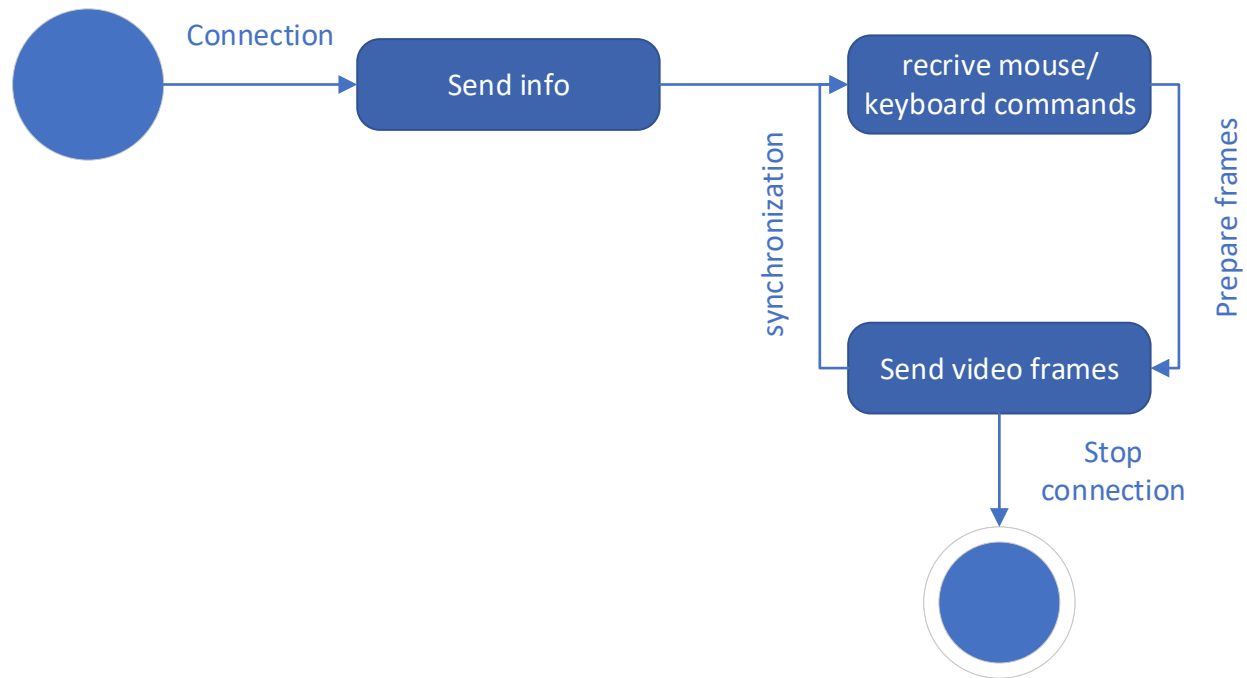 Connection
Send info
recrive mouse/
keyboard commands
synchronization
Prepare frames
Send video frames
Stop
connection